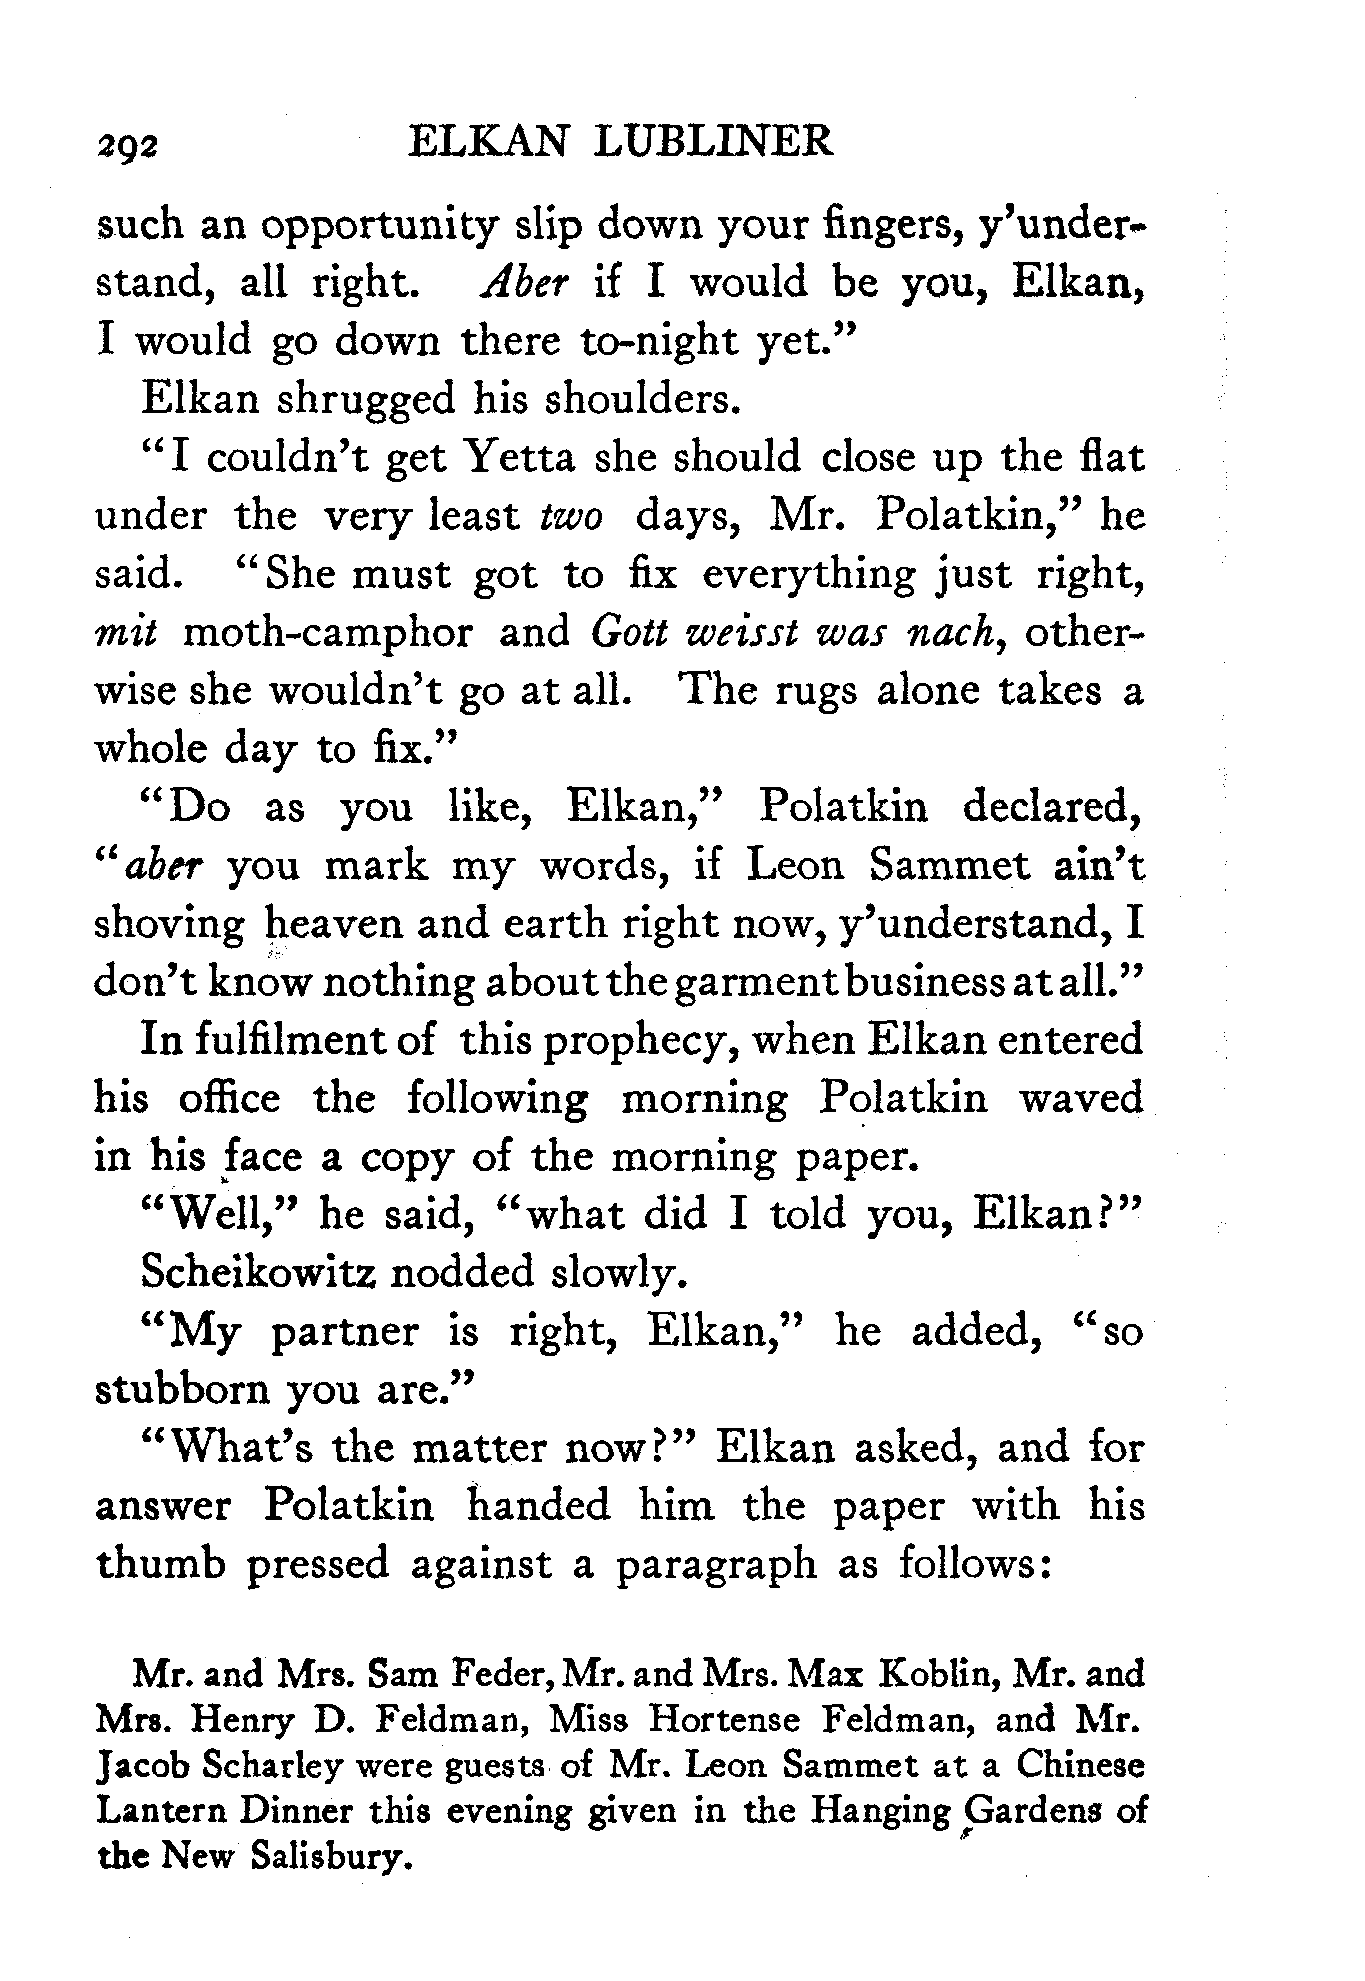 292 ELKAN LUBLINER
such an opportunity slip down your fingers, y’under-
stand, all right. Aber if I would be you, Elkan,
I would go down there to-night yet.”
Elkan shrugged his shoulders.
“I couldn’t get Yetta she should close up the flat
under the very least two days, Mr. Polatkin,” he
said. “She must got to fix everything just right,
mit moth-camphor and Gott weisst was nach, other-
wise she wouldn’t go at all. The rugs alone takes a
whole day to fix.”
“Do as you like, Elkan,” Polatkin declared,
“aber you mark my words, if Leon Sammet ain’t
shoving heaven and earth right now, y’understand, I
don’t know nothing about the garment business at all.”
In fulfilment of this prophecy, when Elkan entered
his office the following morning Polatkin waved
in his face a copy of the morning paper.
“Well,” he said, “what did I told you, Elkan?”
Scheikowitz nodded slowly.
“My partner is right, Elkan,” he added, “so
stubborn you are.”
“What’s the matter now?” Elkan asked, and for
answer Polatkin handed him the paper with his
thumb pressed against a paragraph as follows:
Mr. and Mrs. Sam Feder, Mr. and Mrs. Max Koblin, Mr. and
Mrs. Henry D. Feldman, Miss Hortense Feldman, and Mr.
Jacob Scharley were guests of Mr. Leon Sammet at a Chinese
Lantern Dinner this evening given in the Hanging Gardens of
the New Salisbury.